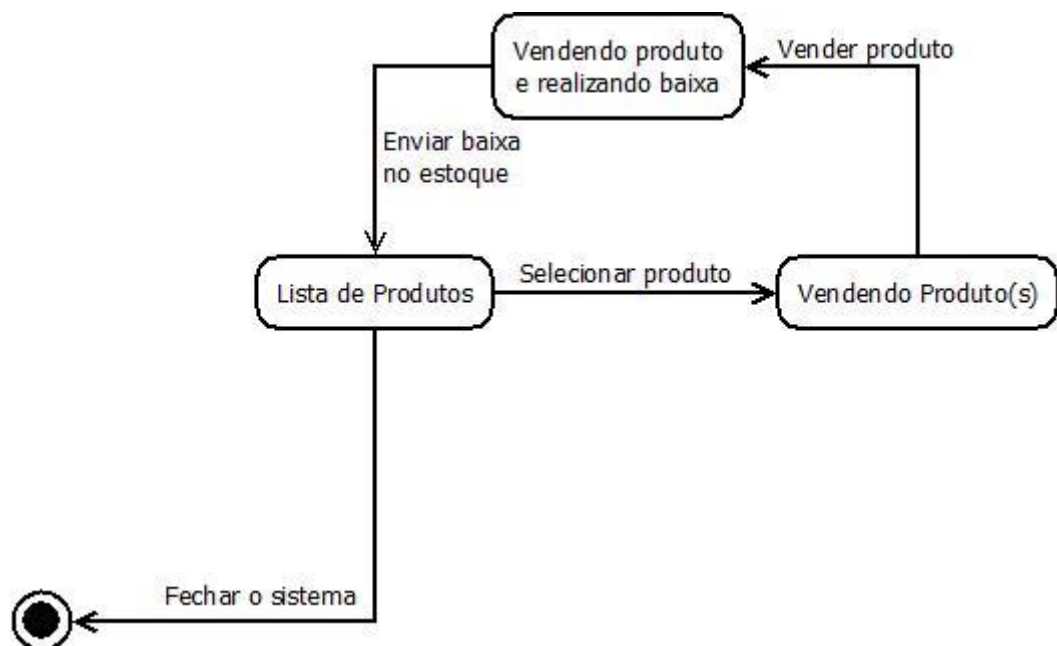 Vendendo produto
e realizando baixa
Vender produto
Enviar baixa
no estoque
Lista de Produtos
Selecionar produto
Vendendo Produto(s)
Fechar o sistema